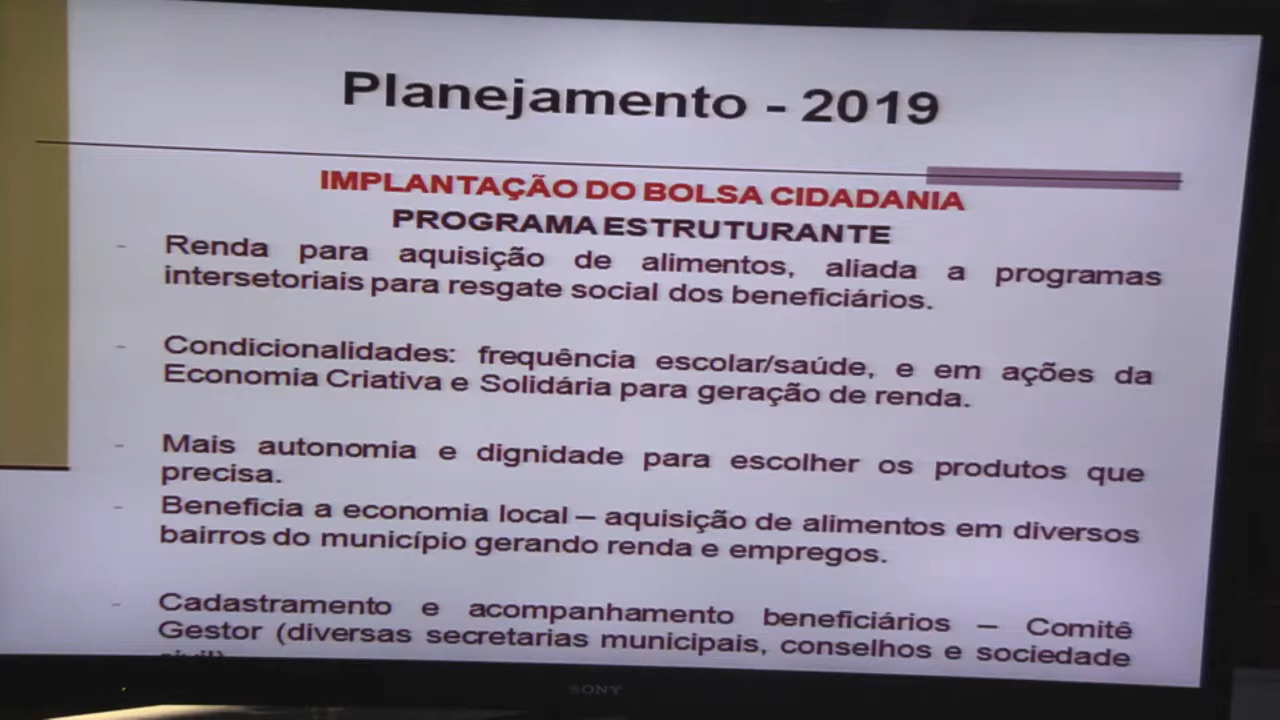 Planejamento - 2019
IMPLANTAÇÃO DO BOLSA CIDADANIA
PROGRAMA ESTRUTURANTE
- Renda para aquisição de alimentos, aliada a programas
intersetoriais para resgate social dos beneficiários.
- Condicionalidades: frequência escolar/saúde, e em ações da
Economia Criativa e Solidária para geração de renda.
- Mais autonomia e dignidade para escolher os produtos que
precisa.
- Beneficia a economia local – aquisição de alimentos em diversos
bairros do município gerando renda e empregos.
- Cadastramento e acompanhamento beneficiários – Comitê
Gestor (diversas secretarias municipais, conselhos e sociedade
SONY